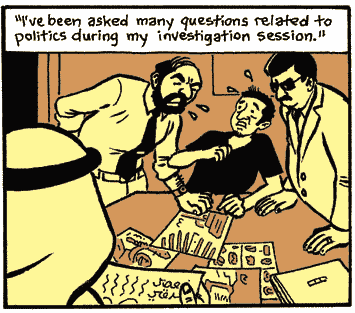 "I've been asked many questions related to
politics during my investigation session."